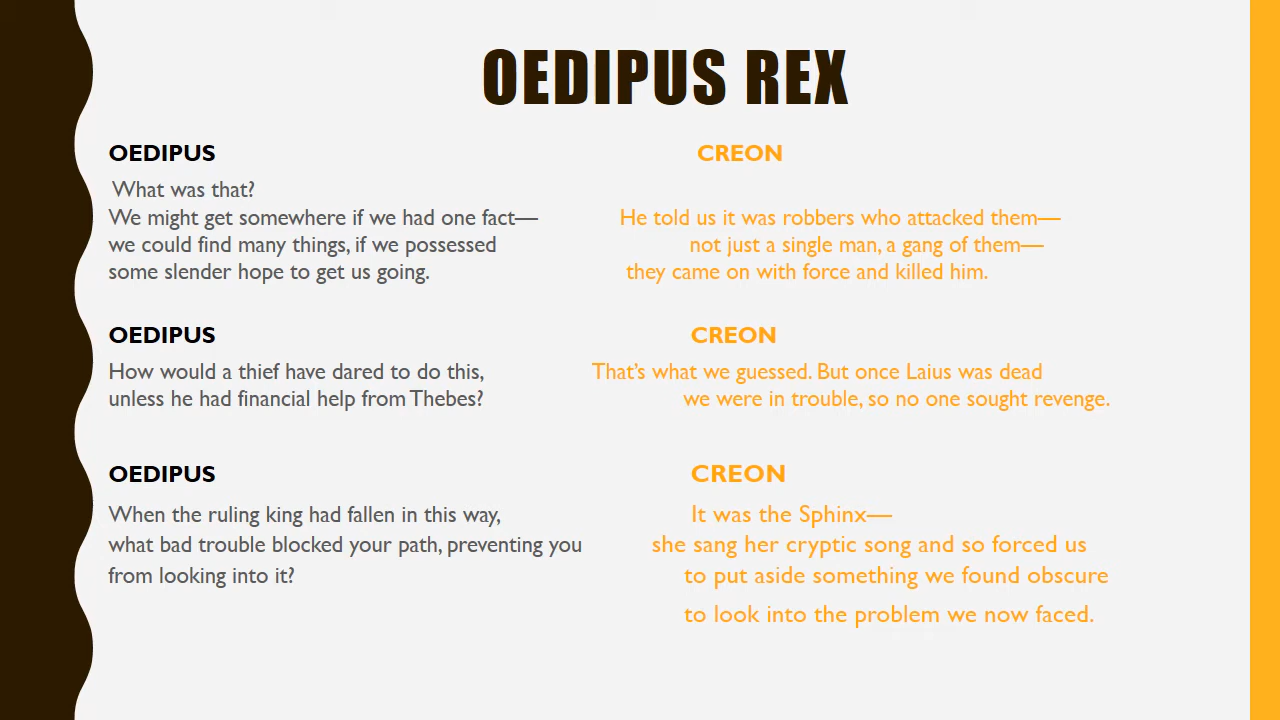 OEDIPUS REX
OEDIPUS
What was that?
We might get somewhere if we had one fact—
we could find many things, if we possessed
some slender hope to get us going.
CREON
He told us it was robbers who attacked them—
not just a single man, a gang of them—
they came on with force and killed him.
OEDIPUS
How would a thief have dared to do this,
unless he had financial help from Thebes?
CREON
That’s what we guessed. But once Laius was dead
we were in trouble, so no one sought revenge.
OEDIPUS
When the ruling king had fallen in this way,
what bad trouble blocked your path, preventing you
from looking into it?
CREON
It was the Sphinx—
she sang her cryptic song and so forced us
to put aside something we found obscure
to look into the problem we now faced.